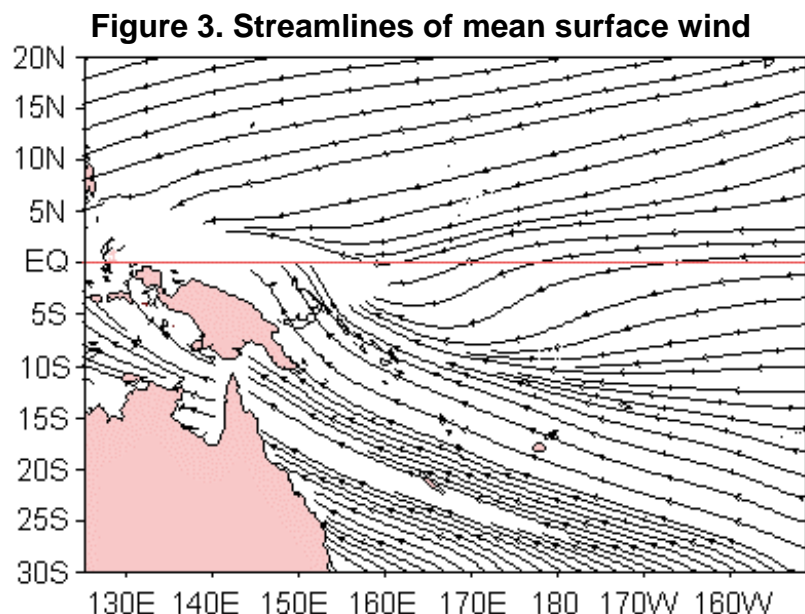 Figure 3. Streamlines of mean surface wind
20N
15N
10N
5N
EQ
5S
10S
15S
20S
25S
30S
130E 140E 150E 160E 170E 180 170W 160W